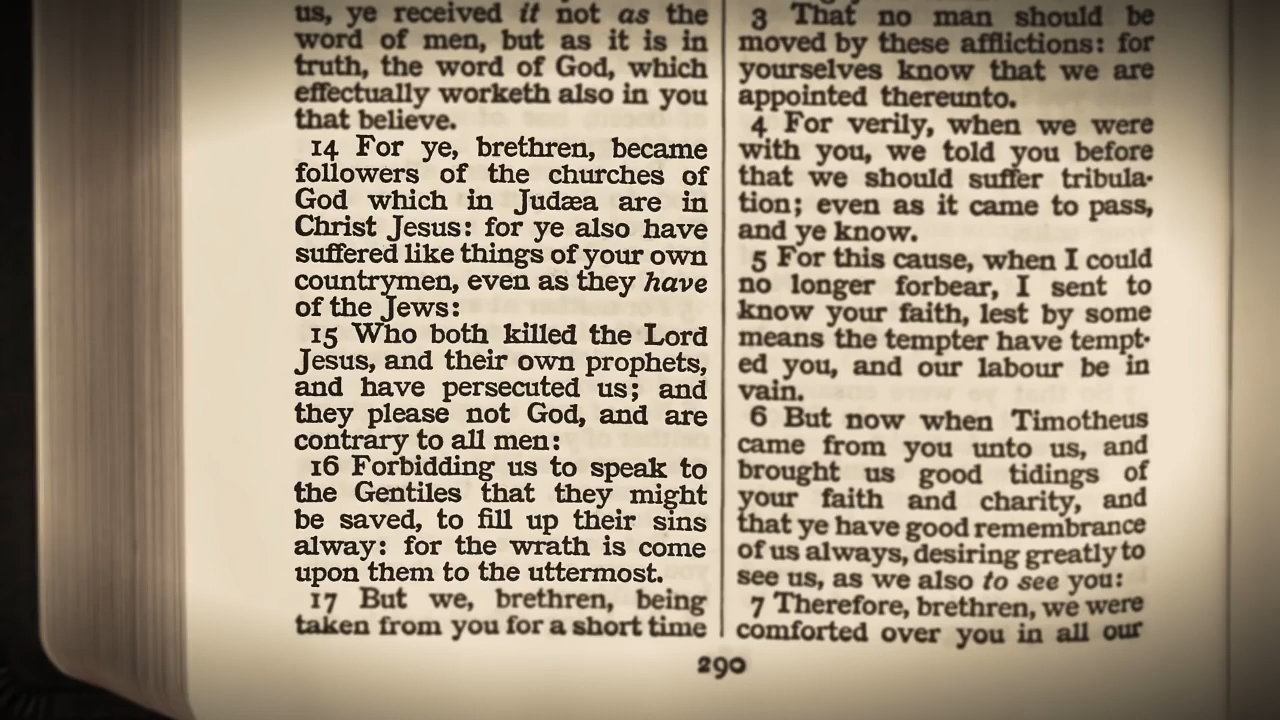 us, ye received it not as the
word of men, but as it is in
truth, the word of God, which
effectually worketh also in you
that believe.
14 For ye, brethren, became
followers of the churches of
God which in Judæa are in
Christ Jesus: for ye also have
suffered like things of your own
countrymen, even as they have
of the Jews:
15 Who both killed the Lord
Jesus, and their own prophets,
and have persecuted us; and
they please not God, and are
contrary to all men:
16 Forbidding us to speak to
the Gentiles that they might
be saved, to fill up their sins
alway: for the wrath is come
upon them to the uttermost.
17 But we, brethren, being
taken from you for a short time
3 That no man should be
moved by these afflictions: for
yourselves know that we are
appointed thereunto.
4 For verily, when we were
with you, we told you before
that we should suffer tribula-
tion; even as it came to pass,
and ye know.
5 For this cause, when I could
no longer forbear, I sent to
know your faith, lest by some
means the tempter have tempt-
ed you, and our labour be in
vain.
6 But now when Timotheus
came from you unto us, and
brought us good tidings of
your faith and charity, and
that ye have good remembrance
of us always, desiring greatly to
see us, as we also to see you:
7 Therefore, brethren, we were
comforted over you in all our
290